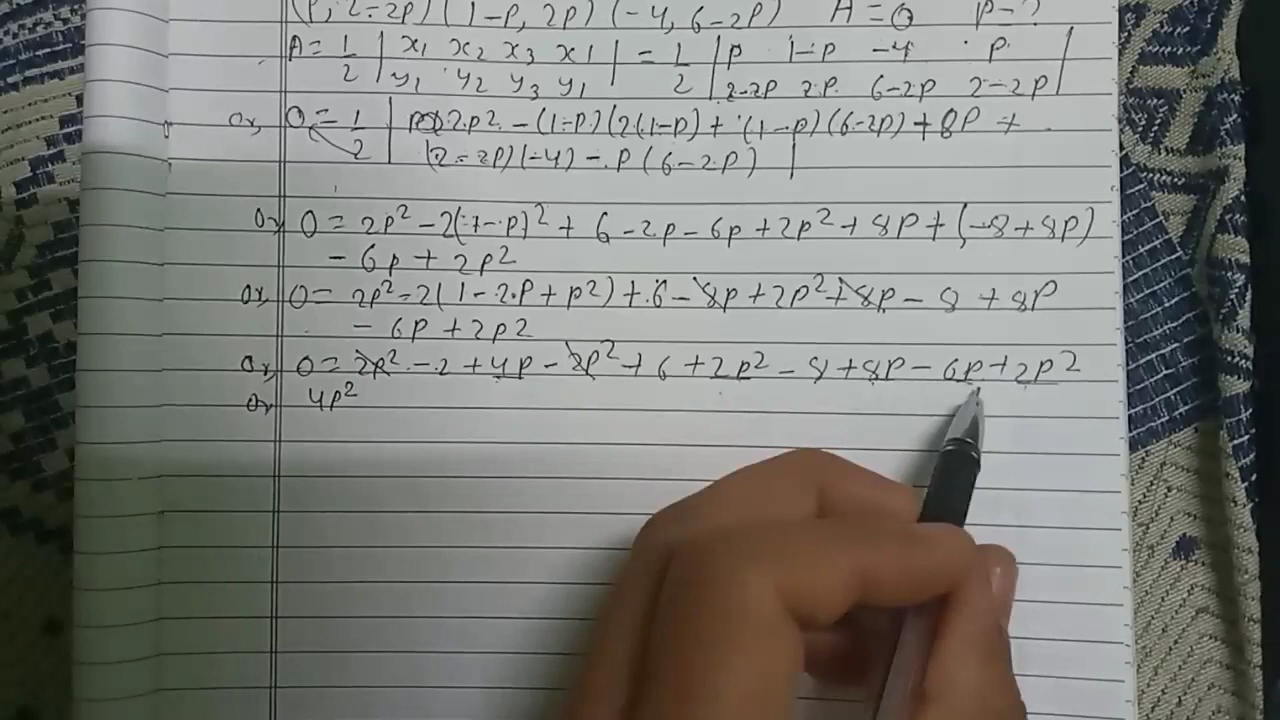 (P, 2-2P) (1-P, 2P) (-4, 6-2P) A = 0 P-?
A = 1/2 | x1 x2 x3 x1 | = 1/2 | P 1-P -4 P |
y1 y2 y3 y1 2-2P 2P 6-2P 2-2P
Or, 0 = 1/2 | 2P² - (1-P)(2(1-P) + (1-P)(6-2P) + 8P +
(2-2P)(-4) - P(6-2P) |
Or, 0 = 2P² - 2(1-P)² + 6 - 2P - 6P + 2P² + 8P + (-8+8P)
- 6P + 2P²
Or, 0 = 2P² - 2(1-2P+P²) + 6 - 8P + 2P² + 8P - 8 + 8P
- 6P + 2P2
Or, 0 = 2P² - 2 + 4P - 2P² + 6 + 2P² - 8 + 8P - 6P + 2P²
Or 4P²